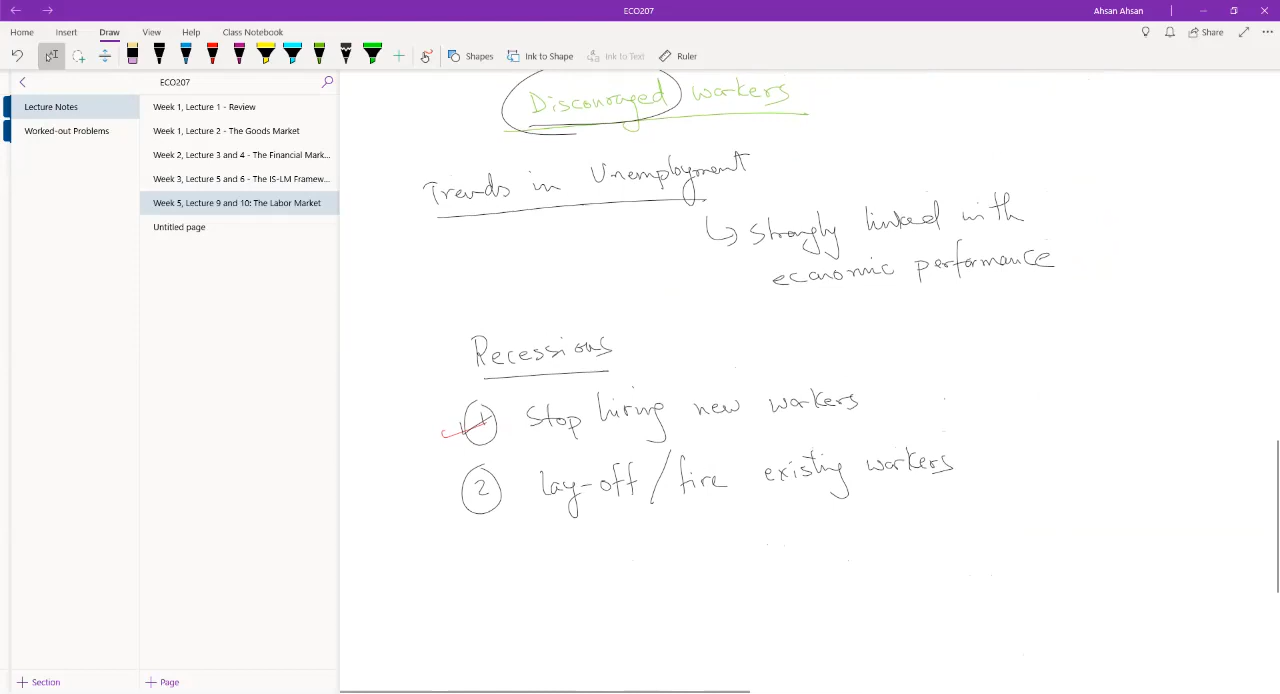 ECO207
Ahsan Ahsan
Home Insert Draw View Help Class Notebook
Share
Shapes Ink to Shape Ink to Text Ruler
ECO207
Lecture Notes
Worked-out Problems
Week 1, Lecture 1 - Review
Week 1, Lecture 2 - The Goods Market
Week 2, Lecture 3 and 4 - The Financial Mark...
Week 3, Lecture 5 and 6 - The IS-LM Framew...
Week 5, Lecture 9 and 10: The Labor Market
Untitled page
Discouraged workers
Trends in Unemployment
↳ strongly linked with
economic performance
Recessions
1 stop hiring new workers
2 lay-off / fire existing workers
+ Section
+ Page